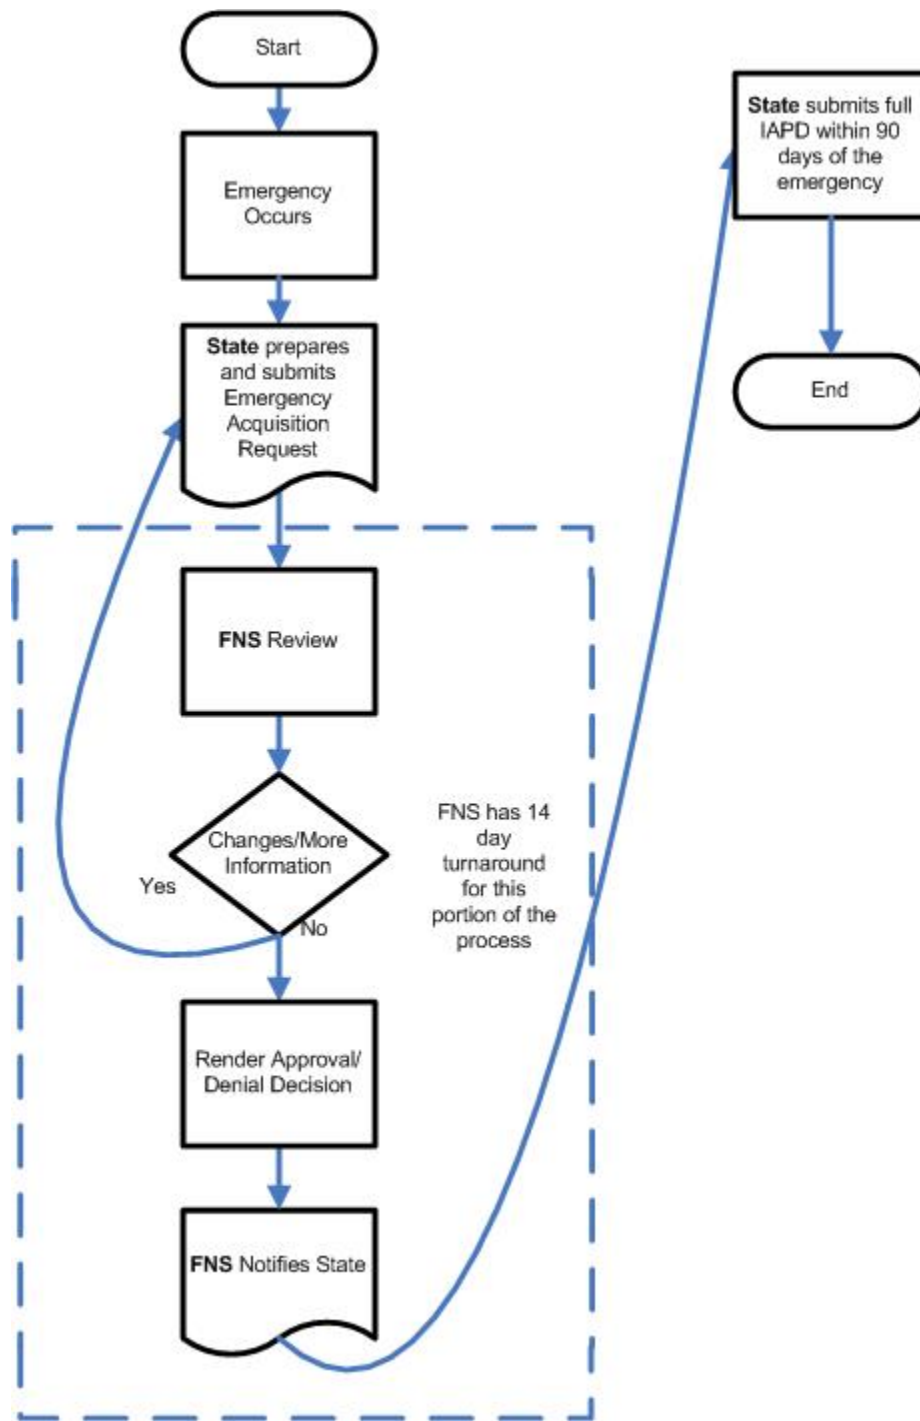 Start
Emergency
Occurs
State prepares
and submits
Emergency
Acquisition
Request
FNS Review
Changes/More
Information
Yes
No
FNS has 14
day
turnaround
for this
portion of the
process
Render Approval/
Denial Decision
FNS Notifies State
State submits full
IAPD within 90
days of the
emergency
End